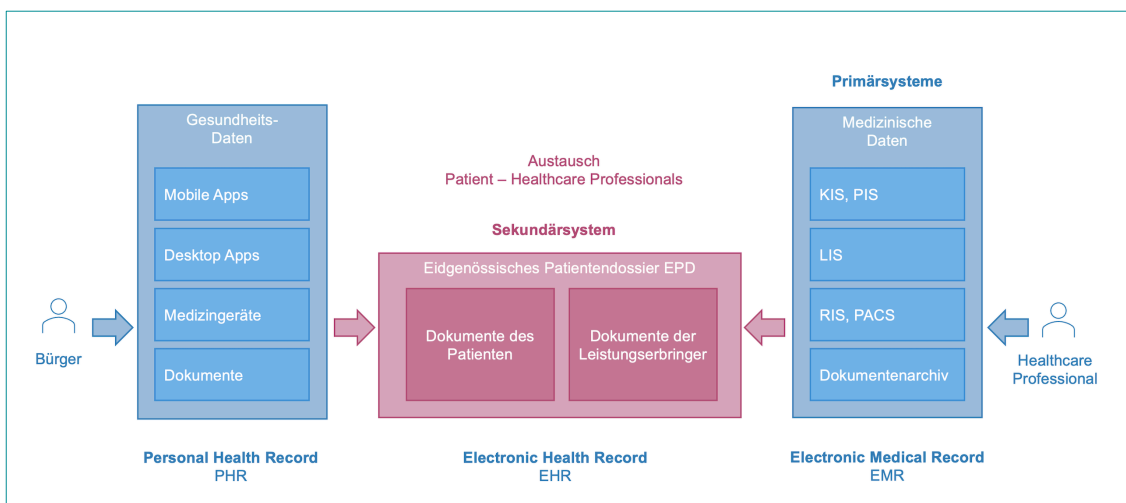 Primärsysteme
Gesundheits-
Daten
Medizinische
Daten
Austausch
Patient – Healthcare Professionals
Mobile Apps
KIS, PIS
Sekundärsystem
Desktop Apps
LIS
Eidgenössisches Patientendossier EPD
Medizingeräte
Dokumente des
Patienten
Dokumente der
Leistungserbringer
RIS, PACS
Bürger
Healthcare
Professional
Dokumente
Dokumentenarchiv
Personal Health Record
PHR
Electronic Health Record
EHR
Electronic Medical Record
EMR